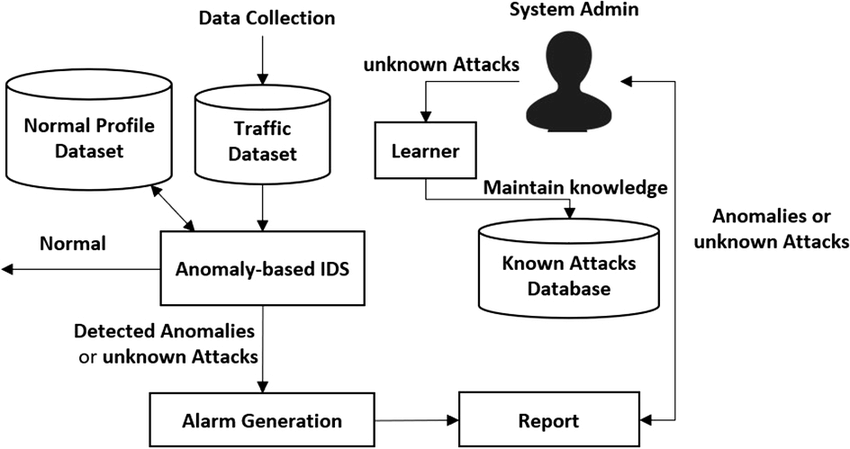 System Admin
Data Collection
unknown Attacks
Normal Profile
Dataset
Traffic
Dataset
Learner
Maintain knowledge
Anomalies or
unknown Attacks
Normal
Anomaly-based IDS
Known Attacks
Database
Detected Anomalies
or unknown Attacks
Alarm Generation
Report